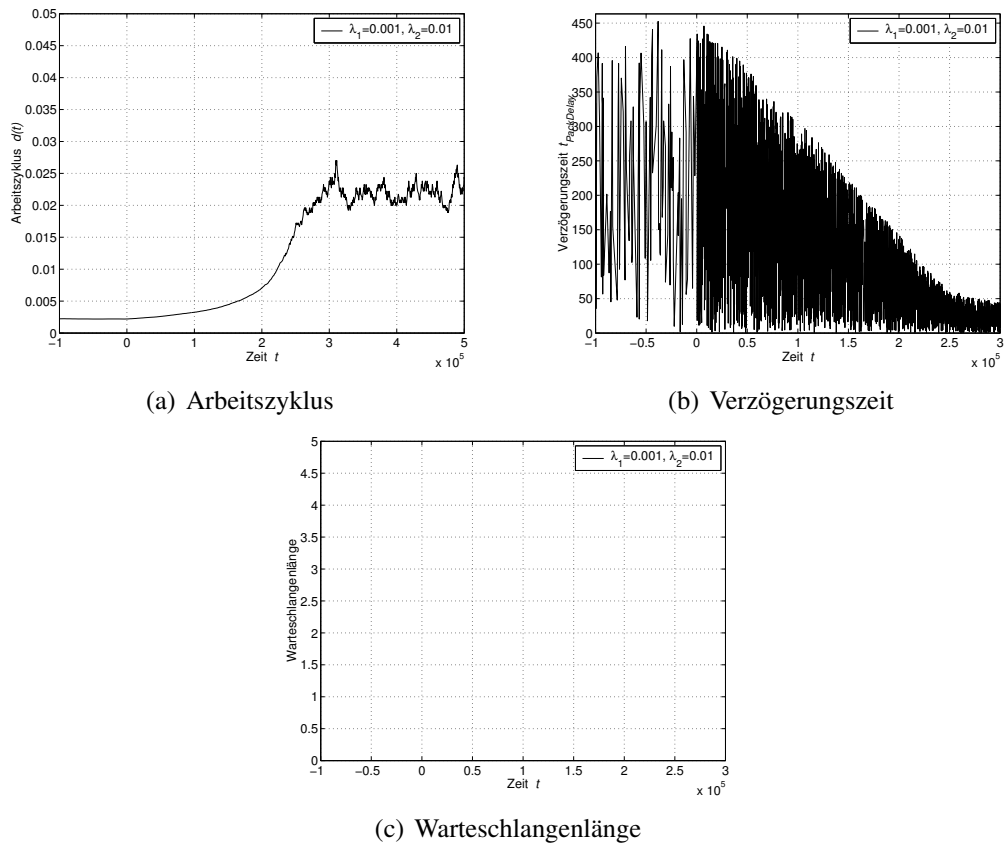 0.05
0.045
0.04
0.035
0.03
0.025
0.02
0.015
0.01
0.005
0
Arbeitszyklus d(t)
λ1=0.001, λ2=0.01
−1 0 1 2 3 4 5
Zeit t
x 10^5
(a) Arbeitszyklus
450
400
350
300
250
200
150
100
50
0
Verzögerungszeit tPackDelay
λ1=0.001, λ2=0.01
−1 −0.5 0 0.5 1 1.5 2 2.5 3
Zeit t
x 10^5
(b) Verzögerungszeit
5
4.5
4
3.5
3
2.5
2
1.5
1
0.5
0
Warteschlangenlänge
λ1=0.001, λ2=0.01
−1 −0.5 0 0.5 1 1.5 2 2.5 3
Zeit t
x 10^5
(c) Warteschlangenlänge